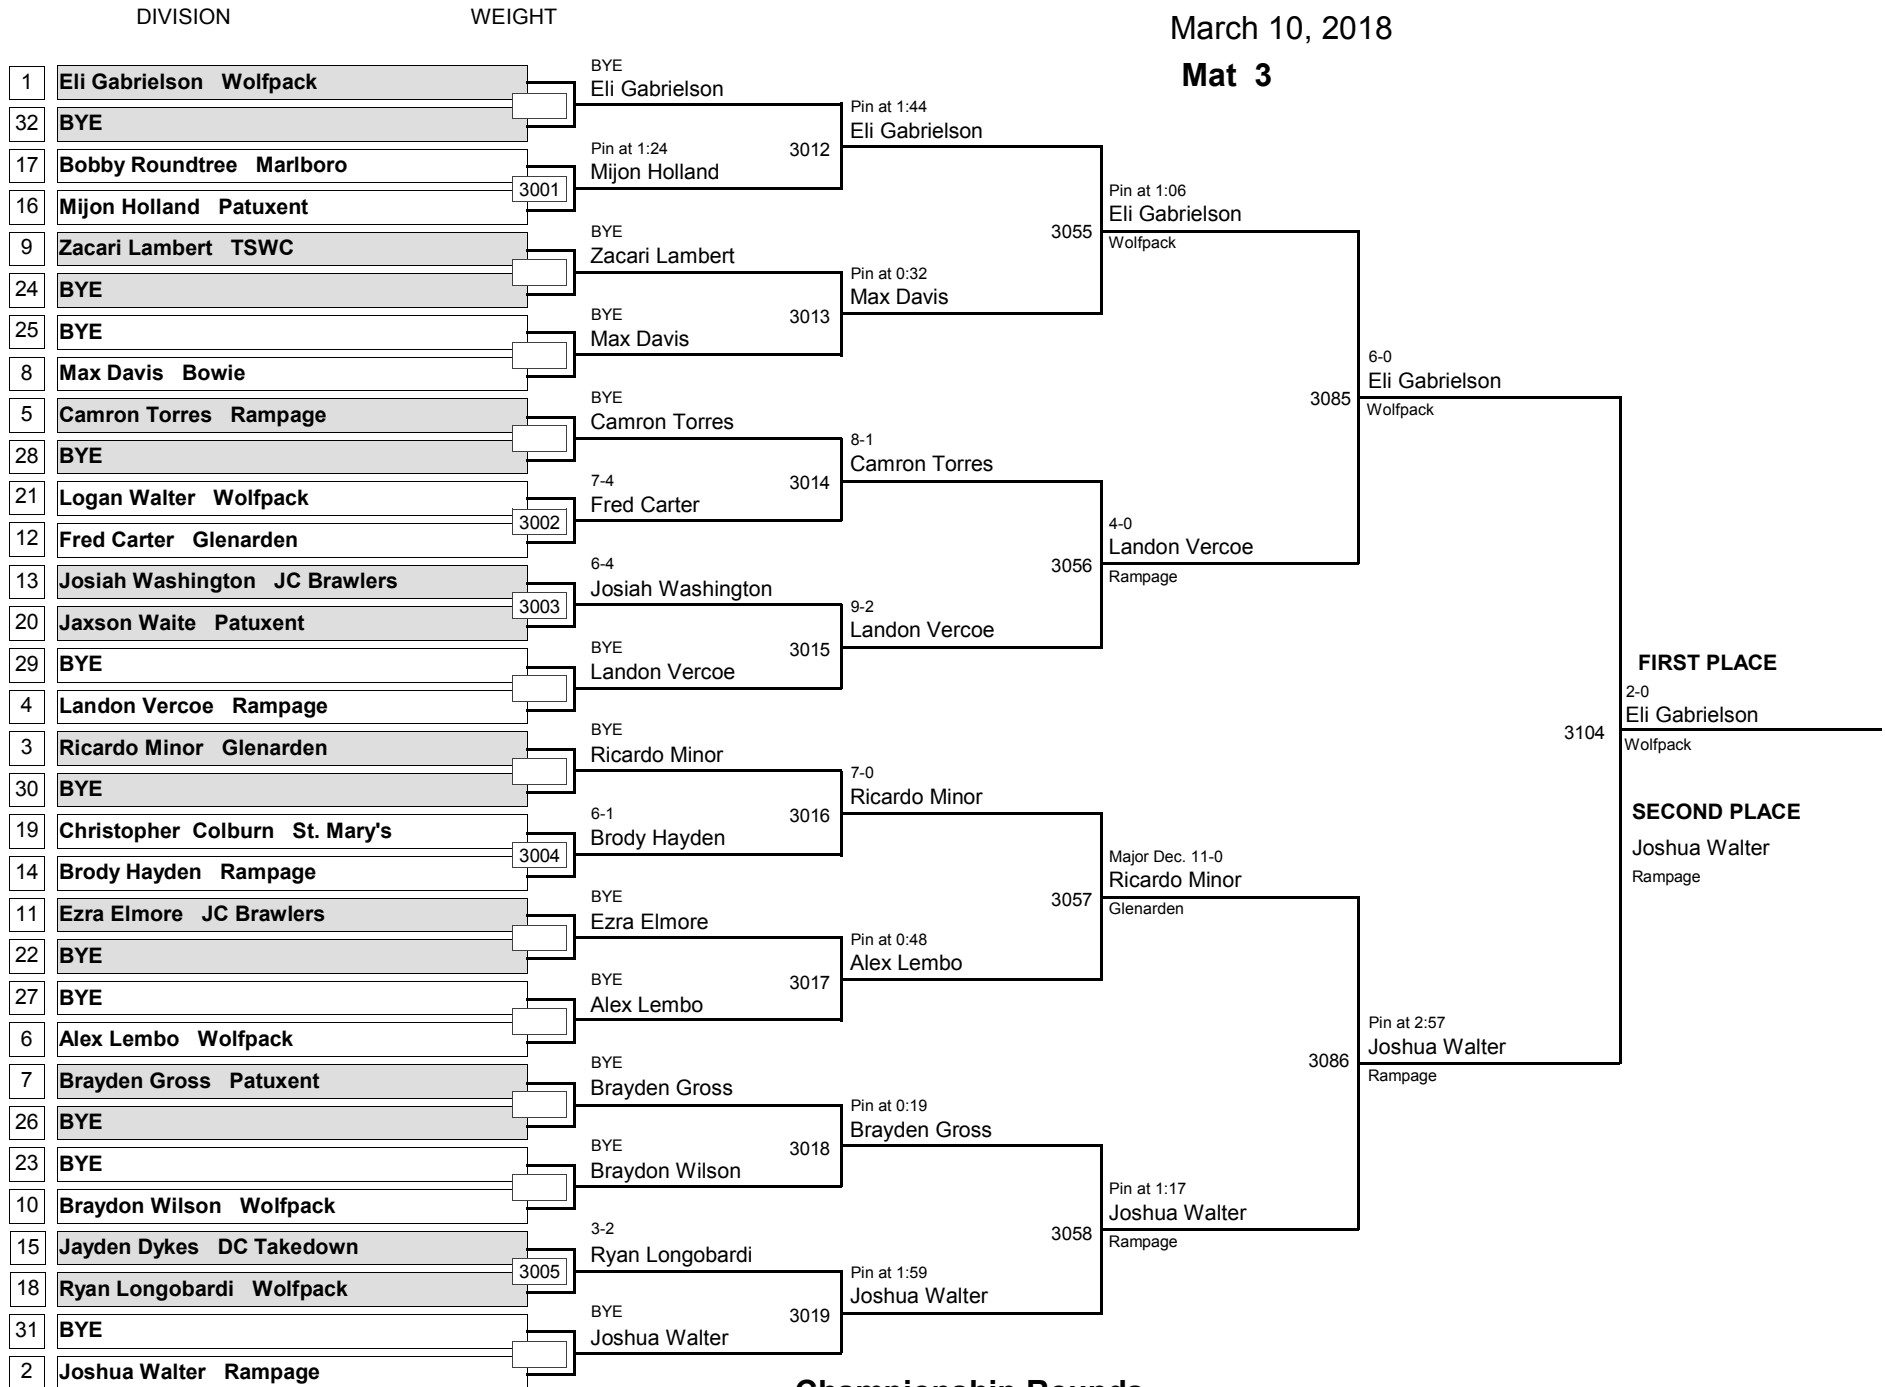 DIVISION WEIGHT
March 10, 2018
Mat 3
1 Eli Gabrielson Wolfpack
32 BYE
17 Bobby Roundtree Marlboro
16 Mijon Holland Patuxent
9 Zacari Lambert TSWC
24 BYE
25 BYE
8 Max Davis Bowie
5 Camron Torres Rampage
28 BYE
21 Logan Walter Wolfpack
12 Fred Carter Glenarden
13 Josiah Washington JC Brawlers
20 Jaxson Waite Patuxent
29 BYE
4 Landon Vercoe Rampage
3 Ricardo Minor Glenarden
30 BYE
19 Christopher Colburn St. Mary's
14 Brody Hayden Rampage
11 Ezra Elmore JC Brawlers
22 BYE
27 BYE
6 Alex Lembo Wolfpack
7 Brayden Gross Patuxent
26 BYE
23 BYE
10 Braydon Wilson Wolfpack
15 Jayden Dykes DC Takedown
18 Ryan Longobardi Wolfpack
31 BYE
2 Joshua Walter Rampage
3001
3002
3003
3004
3005
BYE
Eli Gabrielson
Pin at 1:24
Mijon Holland
BYE
Zacari Lambert
BYE
Max Davis
BYE
Camron Torres
7-4
Fred Carter
6-4
Josiah Washington
BYE
Landon Vercoe
BYE
Ricardo Minor
6-1
Brody Hayden
BYE
Ezra Elmore
BYE
Alex Lembo
BYE
Brayden Gross
BYE
Braydon Wilson
3-2
Ryan Longobardi
BYE
Joshua Walter
3012
3013
3014
3015
3016
3017
3018
3019
Pin at 1:44
Eli Gabrielson
Pin at 0:32
Max Davis
8-1
Camron Torres
9-2
Landon Vercoe
7-0
Ricardo Minor
Pin at 0:48
Alex Lembo
Pin at 0:19
Brayden Gross
Pin at 1:59
Joshua Walter
3055
3056
3057
3058
Pin at 1:06
Eli Gabrielson
Wolfpack
4-0
Landon Vercoe
Rampage
Major Dec. 11-0
Ricardo Minor
Glenarden
Pin at 1:17
Joshua Walter
Rampage
3085
3086
6-0
Eli Gabrielson
Wolfpack
Pin at 2:57
Joshua Walter
Rampage
3104
FIRST PLACE
2-0
Eli Gabrielson
Wolfpack
SECOND PLACE
Joshua Walter
Rampage
Championship Rounds